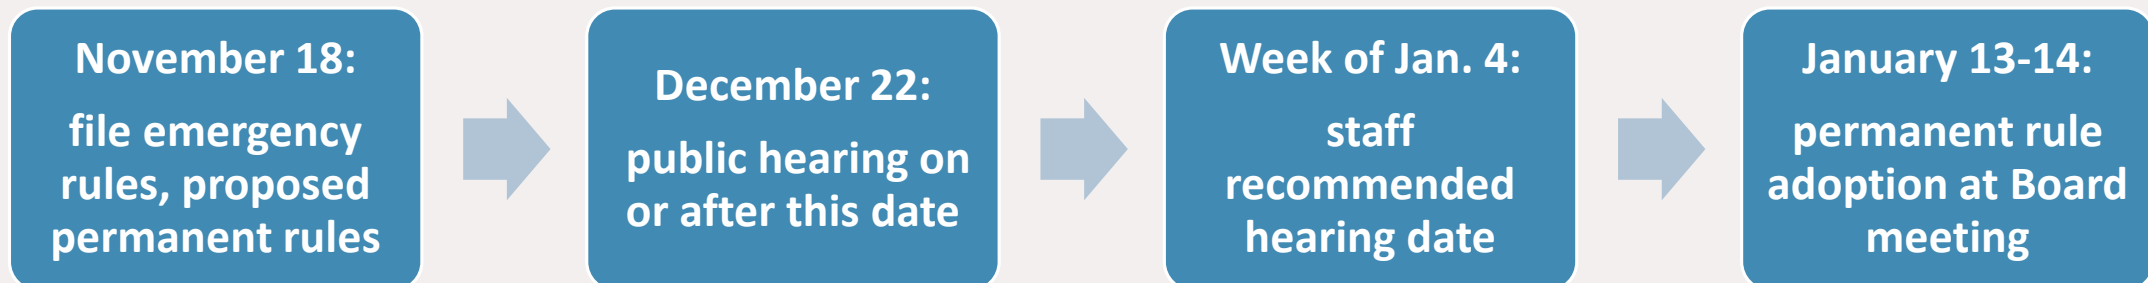 November 18:
file emergency
rules, proposed
permanent rules
December 22:
public hearing on
or after this date
Week of Jan. 4:
staff
recommended
hearing date
January 13-14:
permanent rule
adoption at Board
meeting